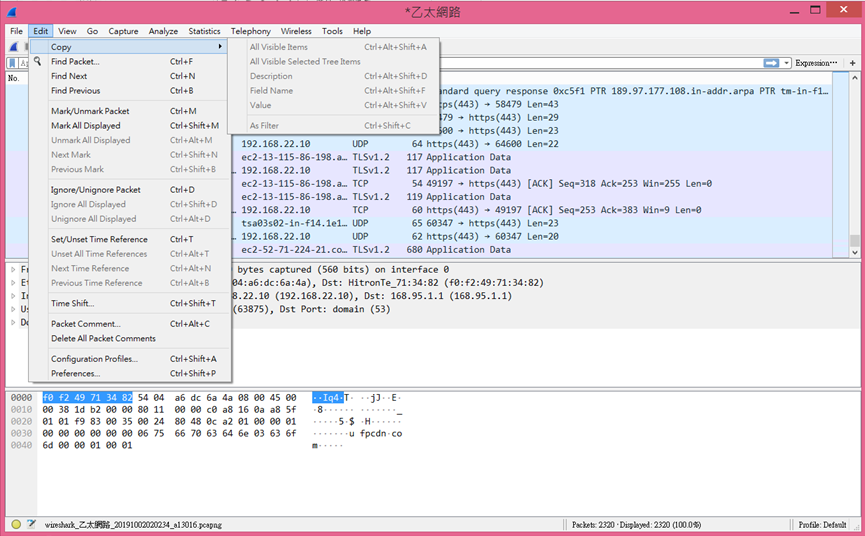 *乙太網路
File Edit View Go Capture Analyze Statistics Telephony Wireless Tools Help
Expression… +
No.
Copy
Find Packet... Ctrl+F
Find Next Ctrl+N
Find Previous Ctrl+B
Mark/Unmark Packet Ctrl+M
Mark All Displayed Ctrl+Shift+M
Unmark All Displayed Ctrl+Alt+M
Next Mark Ctrl+Shift+N
Previous Mark Ctrl+Shift+B
Ignore/Unignore Packet Ctrl+D
Ignore All Displayed Ctrl+Shift+D
Unignore All Displayed Ctrl+Alt+D
Set/Unset Time Reference Ctrl+T
Unset All Time References Ctrl+Alt+T
Next Time Reference Ctrl+Alt+N
Previous Time Reference Ctrl+Alt+B
Time Shift... Ctrl+Shift+T
Packet Comment... Ctrl+Alt+C
Delete All Packet Comments
Configuration Profiles... Ctrl+Shift+A
Preferences... Ctrl+Shift+P
All Visible Items Ctrl+Alt+Shift+A
All Visible Selected Tree Items
Description Ctrl+Alt+Shift+D
Field Name Ctrl+Alt+Shift+F
Value Ctrl+Alt+Shift+V
As Filter Ctrl+Shift+C
andard query response 0xc5f1 PTR 189.97.177.108.in-addr.arpa PTR tm-in-f1…
ttps(443) → 58479 Len=43
→ https(443) Len=29
600 → https(443) Len=23
192.168.22.10 UDP 64 https(443) → 64600 Len=22
ec2-13-115-86-198.a… TLSv1.2 117 Application Data
192.168.22.10 TLSv1.2 117 Application Data
ec2-13-115-86-198.a… TCP 54 49197 → https(443) [ACK] Seq=318 Ack=253 Win=255 Len=0
ec2-13-115-86-198.a… TLSv1.2 119 Application Data
192.168.22.10 TCP 60 https(443) → 49197 [ACK] Seq=253 Ack=383 Win=9 Len=0
tsa03s02-in-f14.1e1… UDP 65 60347 → https(443) Len=23
192.168.22.10 UDP 62 https(443) → 60347 Len=20
ec2-52-71-224-21.co… TLSv1.2 680 Application Data
bytes captured (560 bits) on interface 0
04:a6:dc:6a:4a), Dst: HitronTe_71:34:82 (f0:f2:49:71:34:82)
8.22.10 (192.168.22.10), Dst: 168.95.1.1 (168.95.1.1)
(63875), Dst Port: domain (53)
0000 f0 f2 49 71 34 82 54 04 a6 dc 6a 4a 08 00 45 00 ··Iq4·T· ··jJ··E·
0010 00 38 1d b2 00 00 80 11 00 00 c0 a8 16 0a a8 5f ·8······ ·······_
0020 01 01 f9 83 00 35 00 24 80 48 0c a2 01 00 00 01 ·····5·$ ·H······
0030 00 00 00 00 00 00 06 75 66 70 63 64 6e 03 63 6f ·······u fpcdn·co
0040 6d 00 00 01 00 01 m·····
wireshark_乙太網路_20191002020234_a13016.pcapng Packets: 2320 · Displayed: 2320 (100.0%) Profile: Default